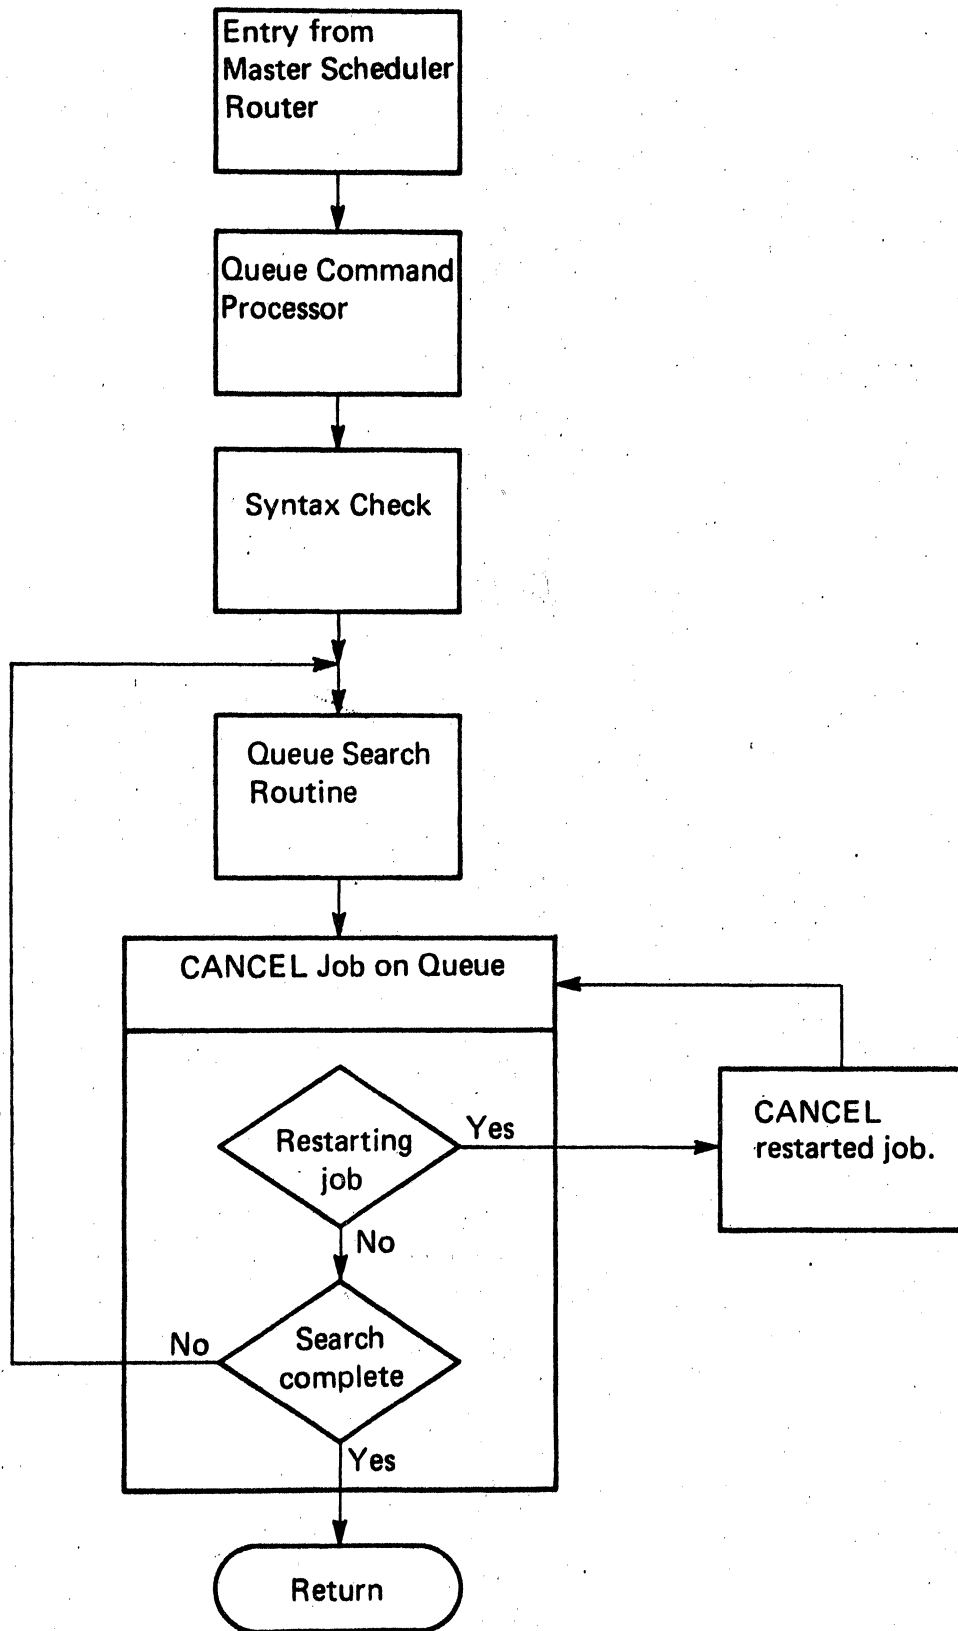 Entry from
Master Scheduler
Router
Queue Command
Processor
Syntax Check
Queue Search
Routine
CANCEL Job on Queue
Restarting
job
Yes
CANCEL
restarted job.
No
Search
complete
No
Yes
Return